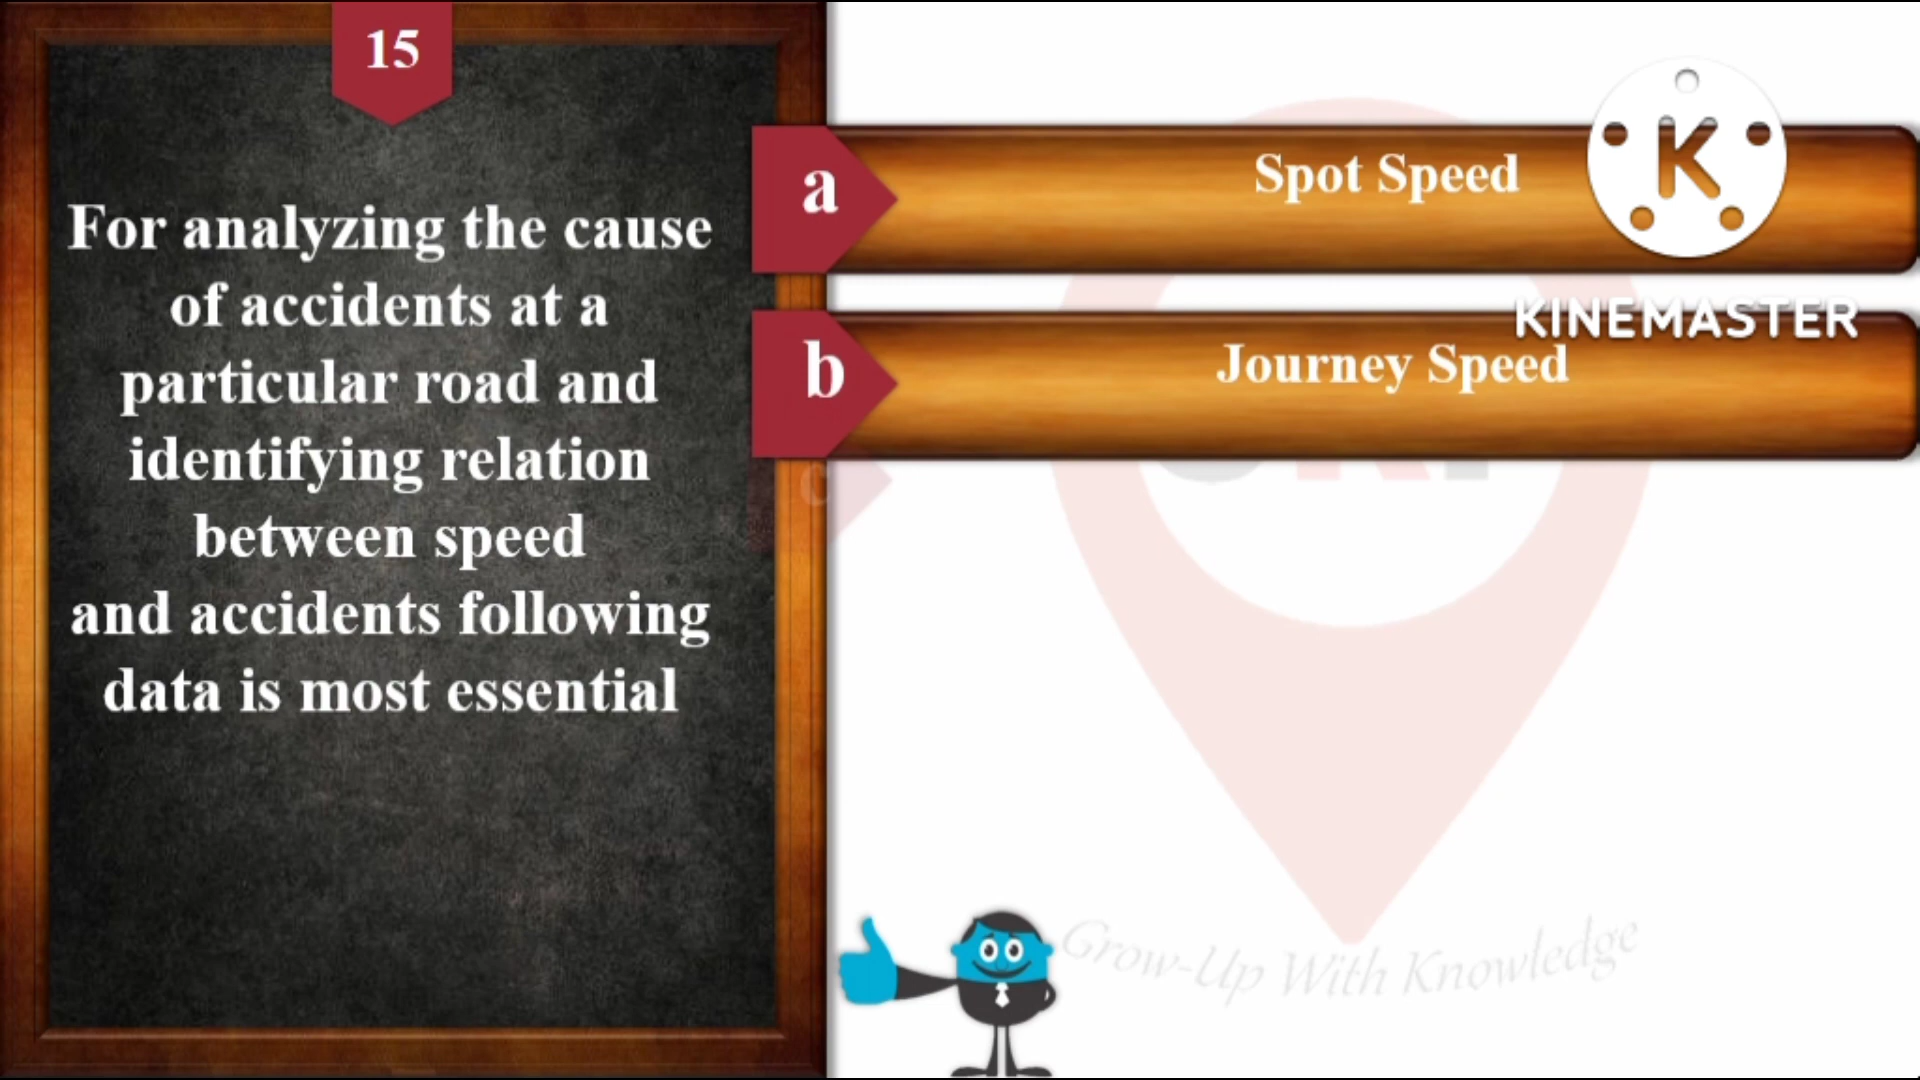 15
For analyzing the cause
of accidents at a
particular road and
identifying relation
between speed
and accidents following
data is most essential
a
Spot Speed
K
KINEMASTER
b
Journey Speed
c
Grow-Up With Knowledge